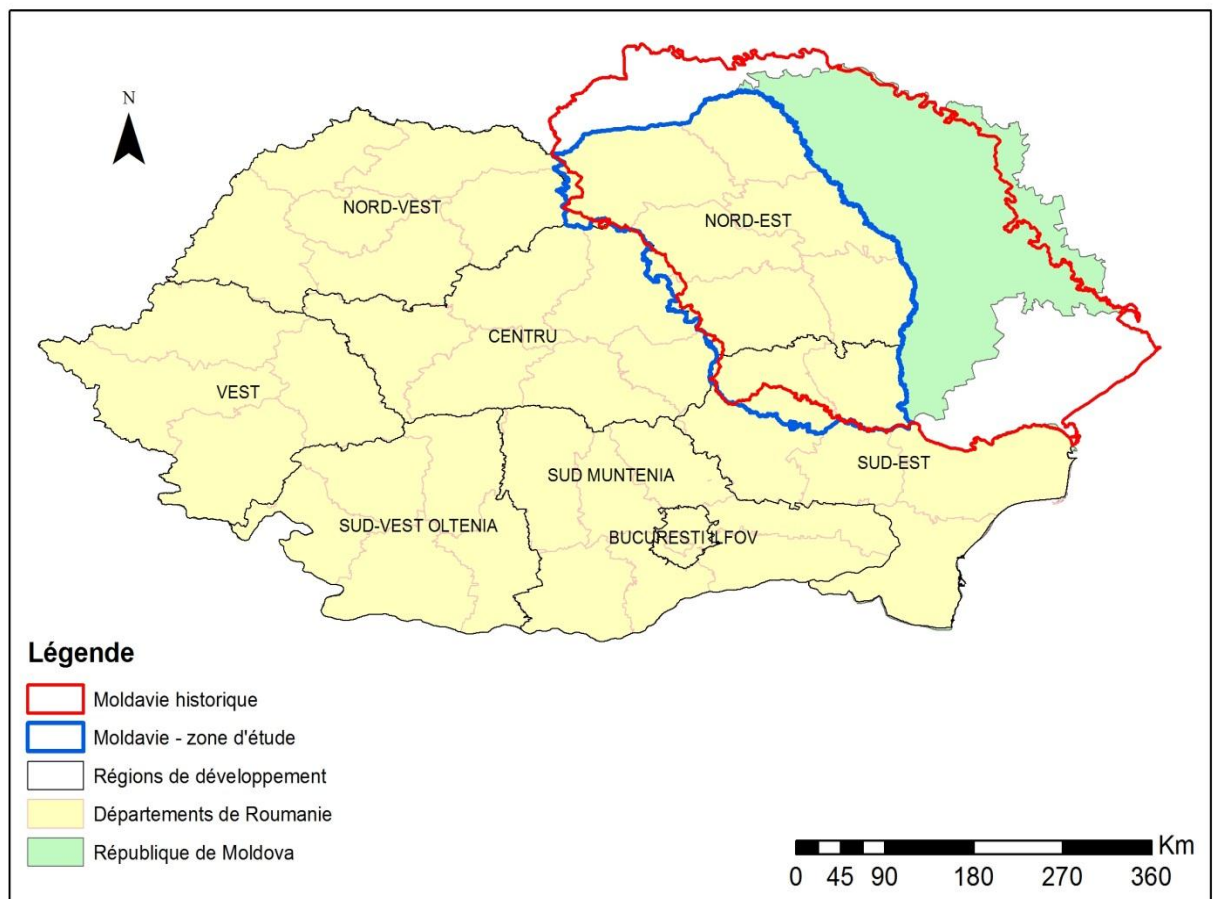 N
NORD-VEST
NORD-EST
CENTRU
VEST
SUD-EST
SUD MUNTENIA
SUD-VEST OLTENIA
BUCURESTI ILFOV
Légende
Moldavie historique
Moldavie - zone d'étude
Régions de développement
Départements de Roumanie
République de Moldova
Km
0 45 90 180 270 360